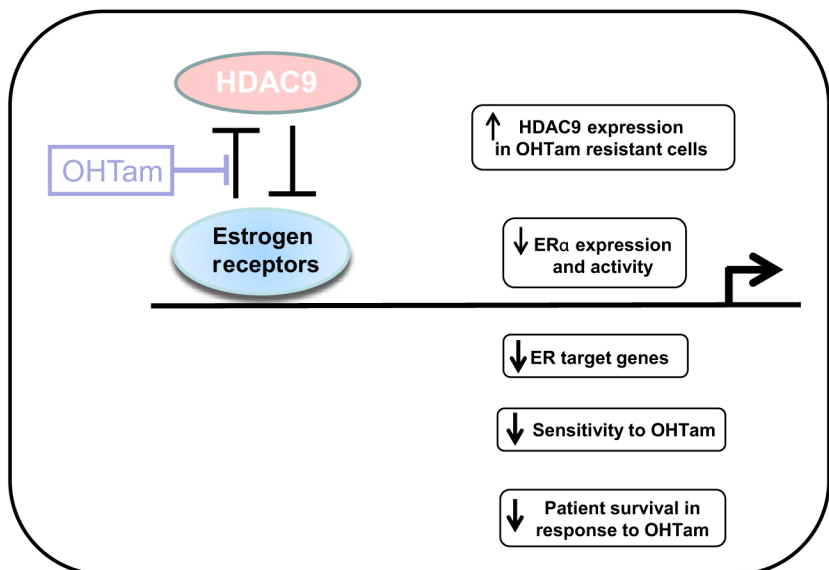 HDAC9
OHTam
Estrogen
receptors
↑ HDAC9 expression
in OHTam resistant cells
↓ ERα expression
and activity
↓ ER target genes
↓ Sensitivity to OHTam
↓ Patient survival in
response to OHTam